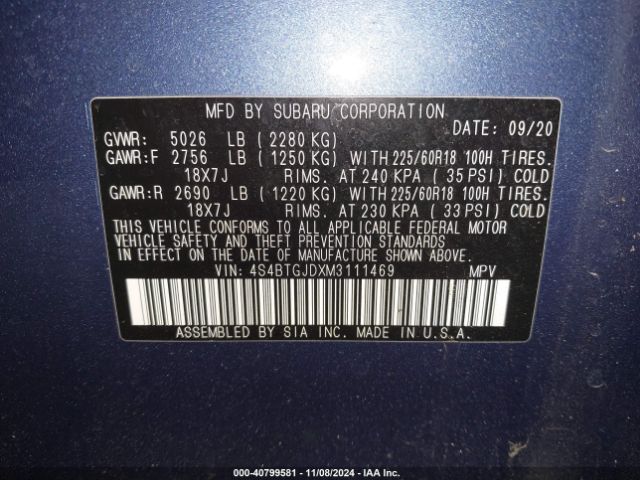 MFD BY SUBARU CORPORATION
DATE: 09/20
GVWR: 5026 LB ( 2280 KG)
GAWR:F 2756 LB ( 1250 KG) WITH 225/60R18 100H TIRES.
18X7J RIMS. AT 240 KPA ( 35 PSI) COLD
GAWR:R 2690 LB ( 1220 KG) WITH 225/60R18 100H TIRES.
18X7J RIMS. AT 230 KPA ( 33 PSI) COLD
THIS VEHICLE CONFORMS TO ALL APPLICABLE FEDERAL MOTOR
VEHICLE SAFETY AND THEFT PREVENTION STANDARDS
IN EFFECT ON THE DATE OF MANUFACTURE SHOWN ABOVE.
VIN: 4S4BTGJDXM3111469 MPV
ASSEMBLED BY SIA INC. MADE IN U.S.A.
000-40799581 - 11/08/2024 - IAA Inc.